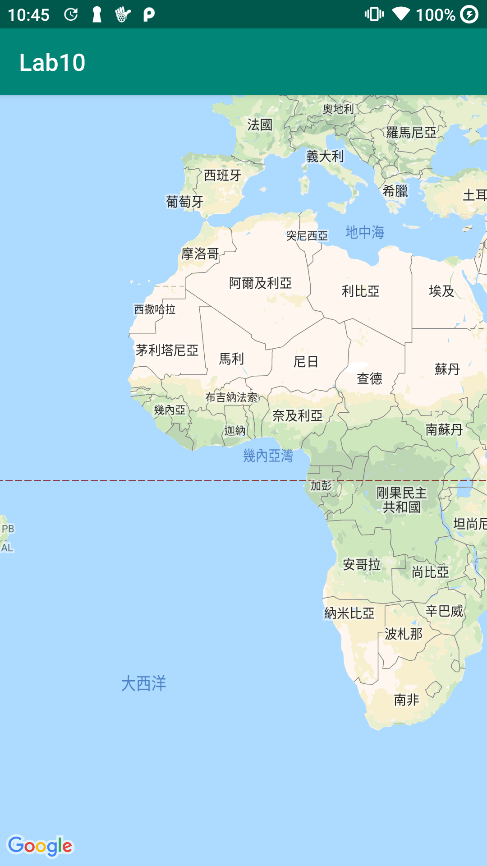 10:45 100%
Lab10
法國
奧地利
羅馬尼亞
義大利
西班牙
希臘
葡萄牙
土耳
突尼西亞
地中海
摩洛哥
阿爾及利亞
利比亞
埃及
西撒哈拉
茅利塔尼亞
馬利
尼日
查德
蘇丹
布吉納法索
幾內亞
奈及利亞
迦納
南蘇丹
幾內亞灣
加彭
剛果民主
共和國
PB
坦尚尼
AL
安哥拉
尚比亞
納米比亞
辛巴威
波札那
大西洋
南非
Google